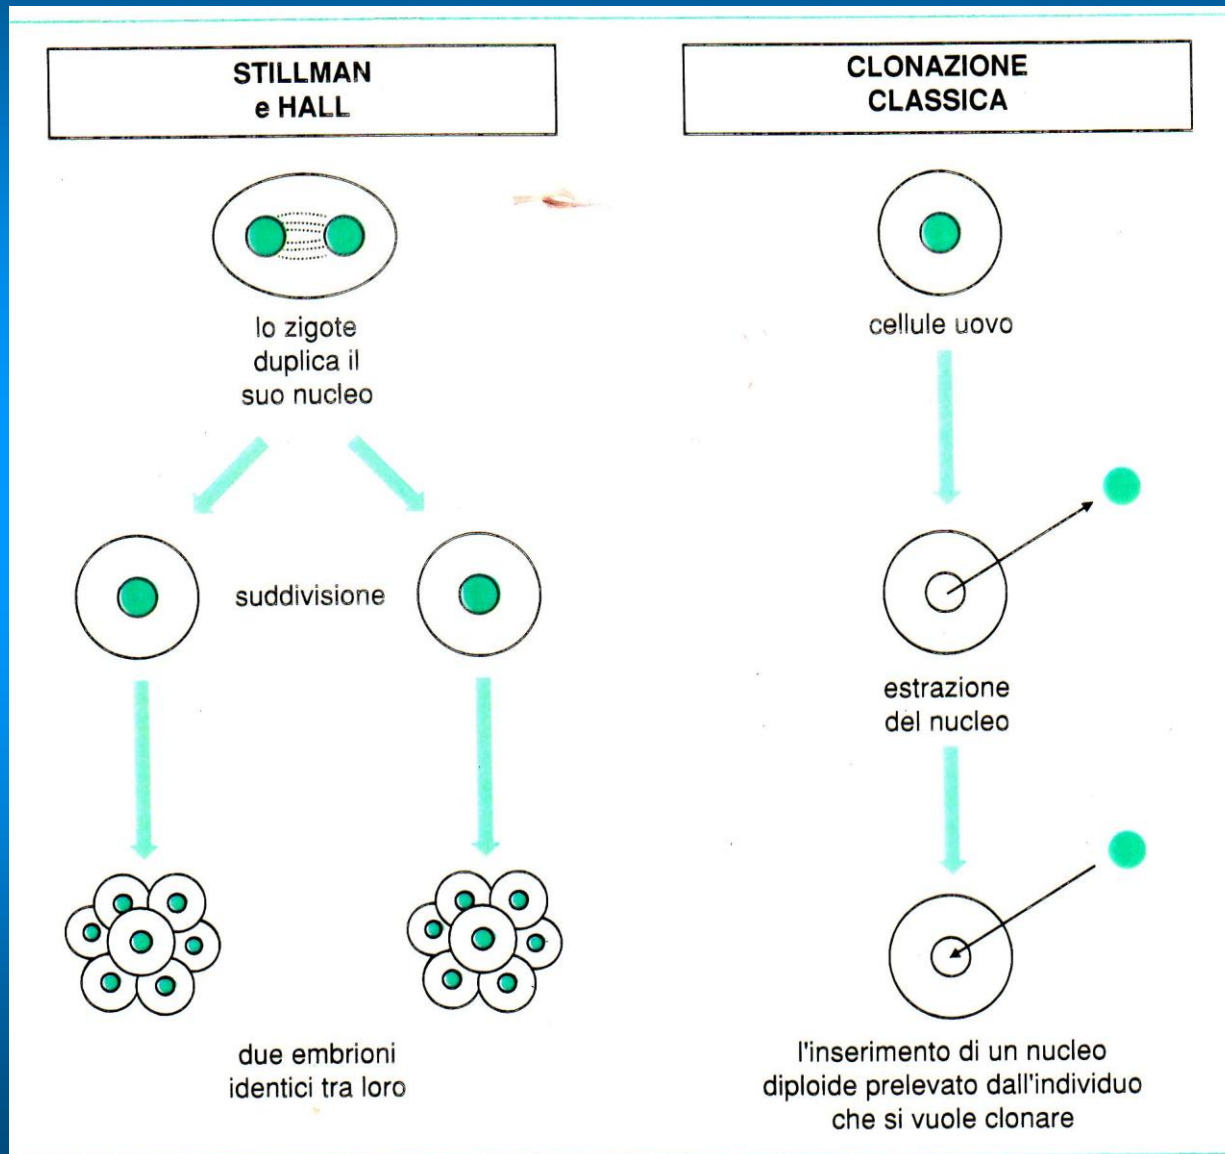 STILLMAN
e HALL
lo zigote
duplica il
suo nucleo
suddivisione
due embrioni
identici tra loro
CLONAZIONE
CLASSICA
cellule uovo
estrazione
del nucleo
l'inserimento di un nucleo
diploide prelevato dall'individuo
che si vuole clonare